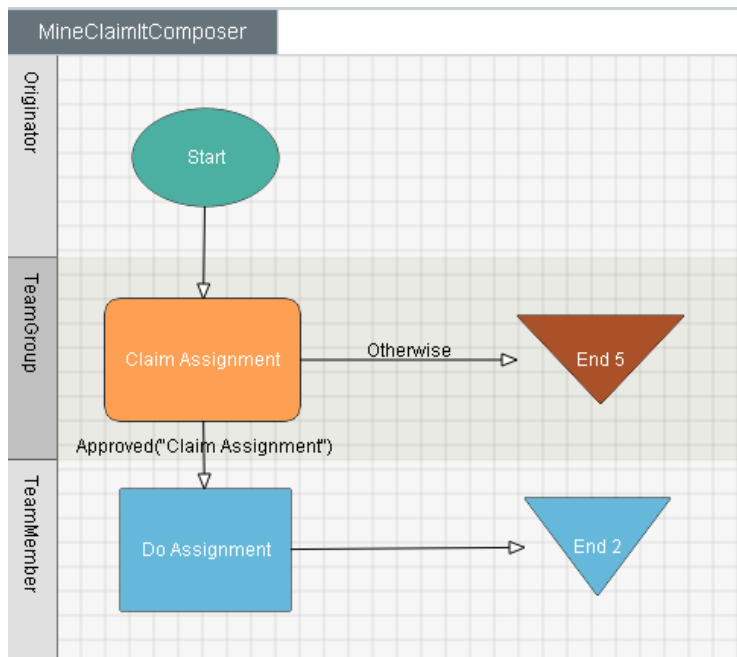 MineClaimItComposer
Originator
Start
TeamGroup
Claim Assignment
Otherwise
End 5
Approved("Claim Assignment")
TeamMember
Do Assignment
End 2